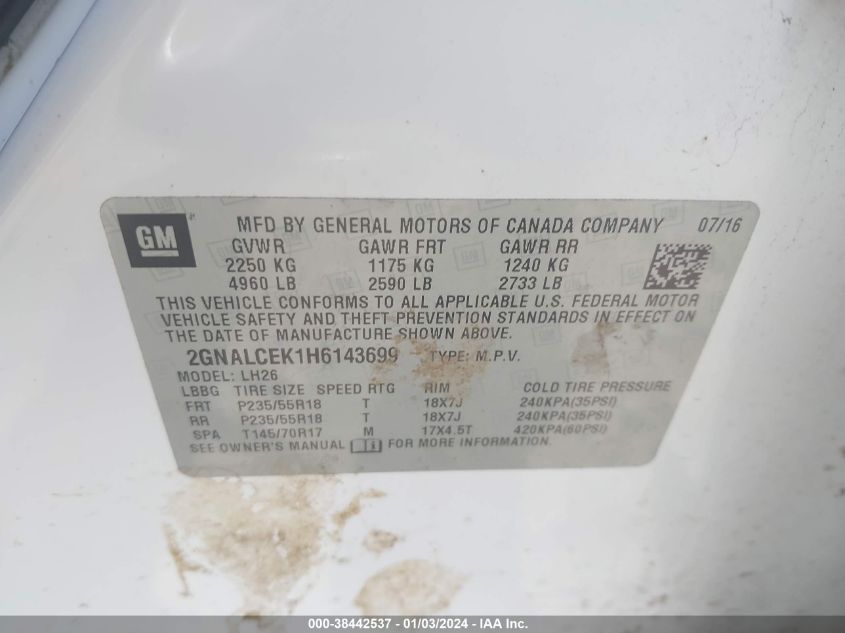 GM MFD BY GENERAL MOTORS OF CANADA COMPANY 07/16
GVWR GAWR FRT GAWR RR
2250 KG 1175 KG 1240 KG
4960 LB 2590 LB 2733 LB
THIS VEHICLE CONFORMS TO ALL APPLICABLE U.S. FEDERAL MOTOR
VEHICLE SAFETY AND THEFT PREVENTION STANDARDS IN EFFECT ON
THE DATE OF MANUFACTURE SHOWN ABOVE.
2GNALCEK1H6143699 TYPE: M.P.V.
MODEL: LH26
LBBG TIRE SIZE SPEED RTG RIM COLD TIRE PRESSURE
FRT P235/55R18 T 18X7J 240KPA(35PSI)
RR P235/55R18 T 18X7J 240KPA(35PSI)
SPA T145/70R17 M 17X4.5T 420KPA(60PSI)
SEE OWNER'S MANUAL FOR MORE INFORMATION.
000-38442537 - 01/03/2024 - IAA, Inc.